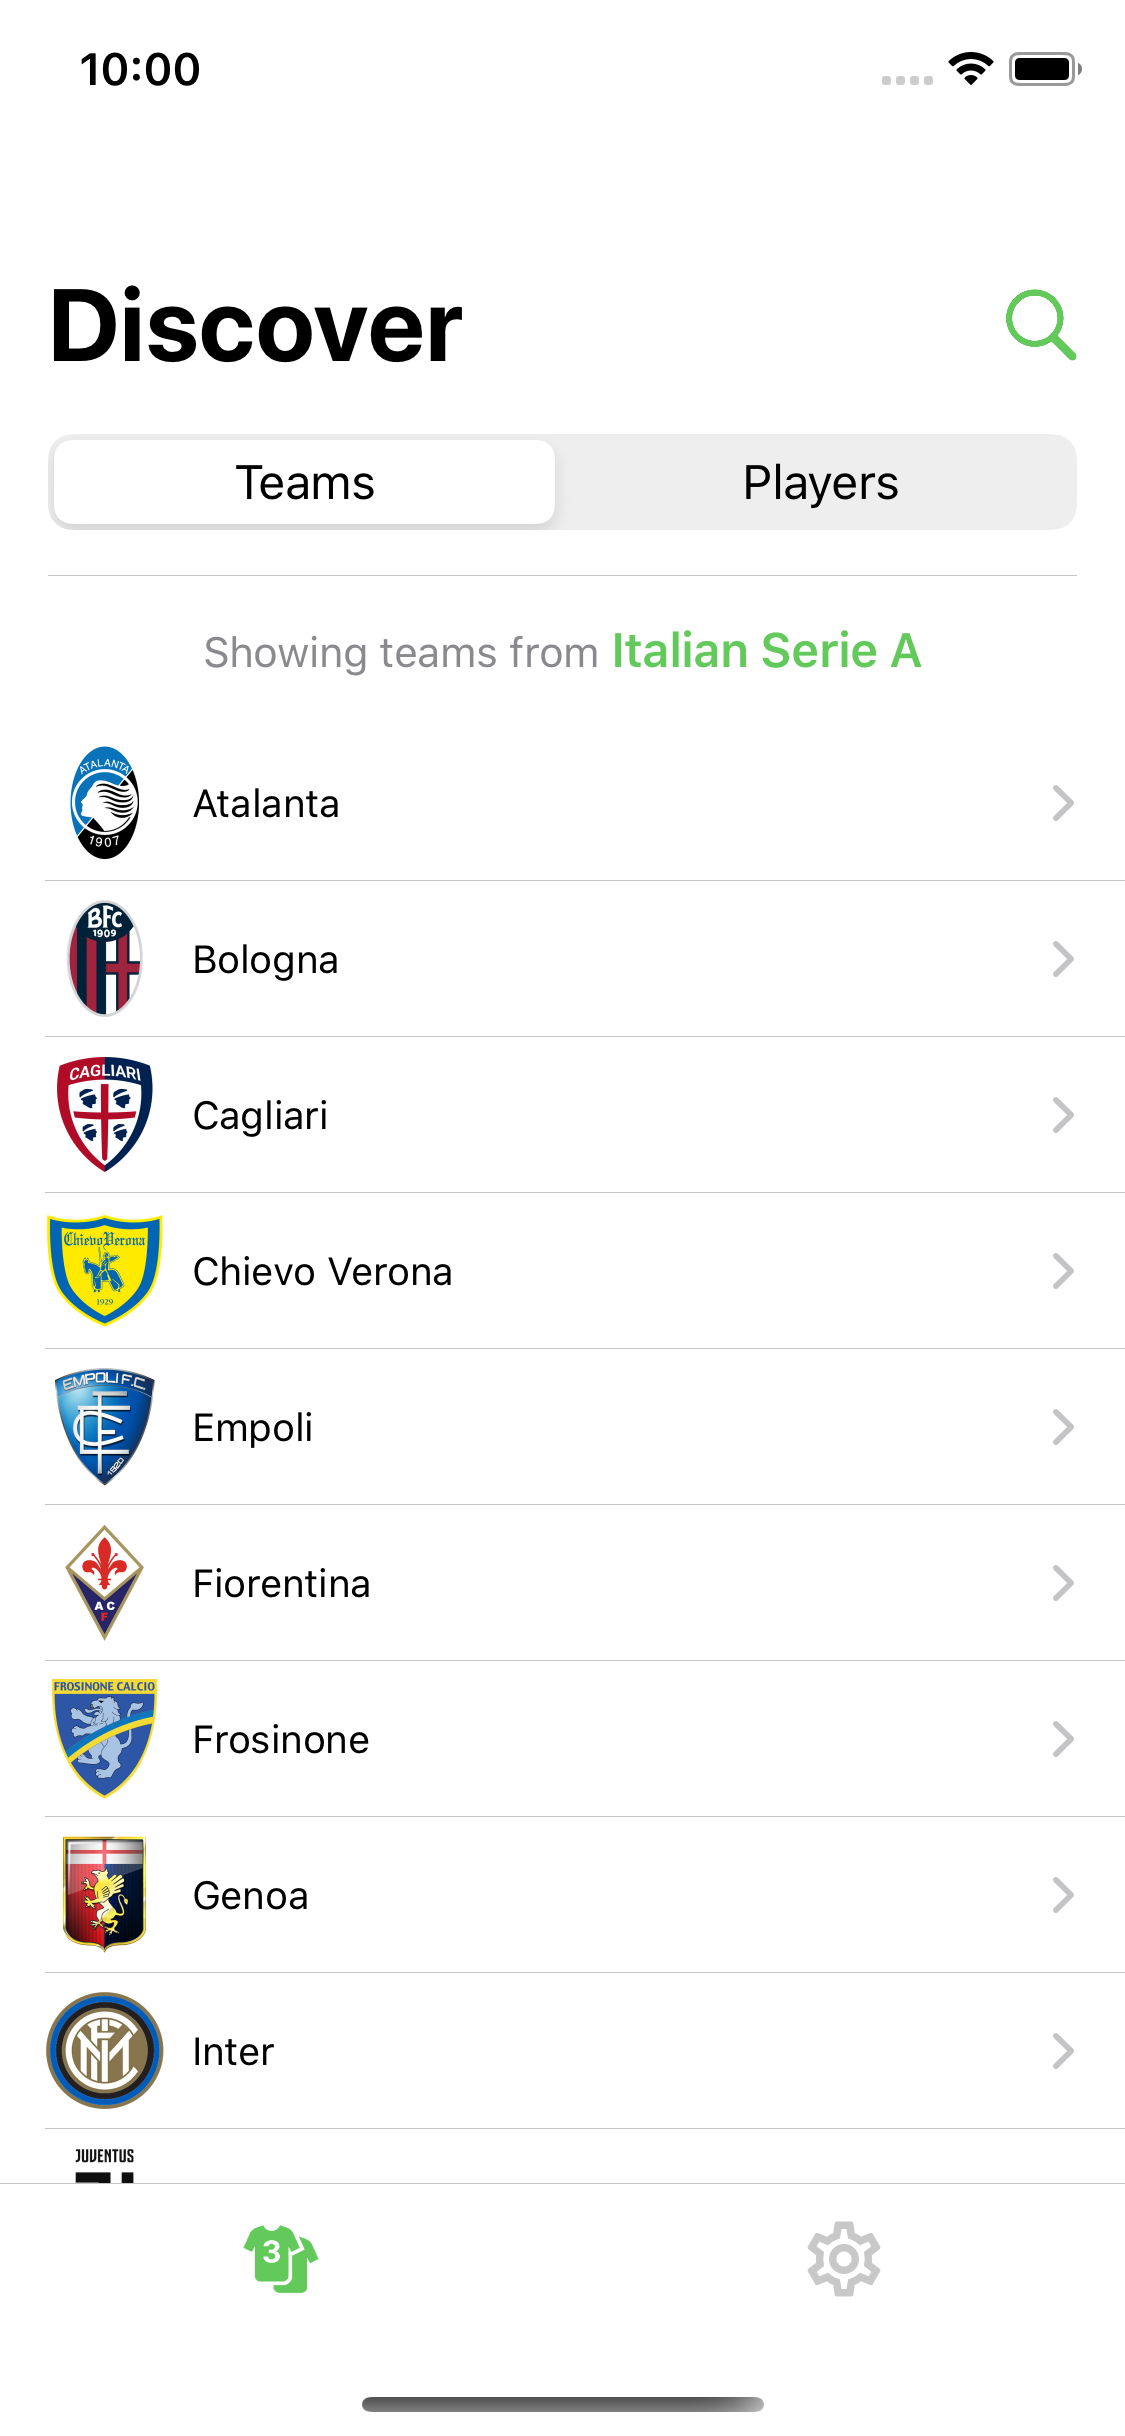 10:00
Discover
Teams
Players
Showing teams from Italian Serie A
ATALANTA
1907
Atalanta
BFC
1909
Bologna
CAGLIARI
Cagliari
ChievoVerona
1929
Chievo Verona
EMPOLI F.C
1920
Empoli
A C
F
Fiorentina
FROSINONE CALCIO
Frosinone
Genoa
Inter
JUVENTUS
3